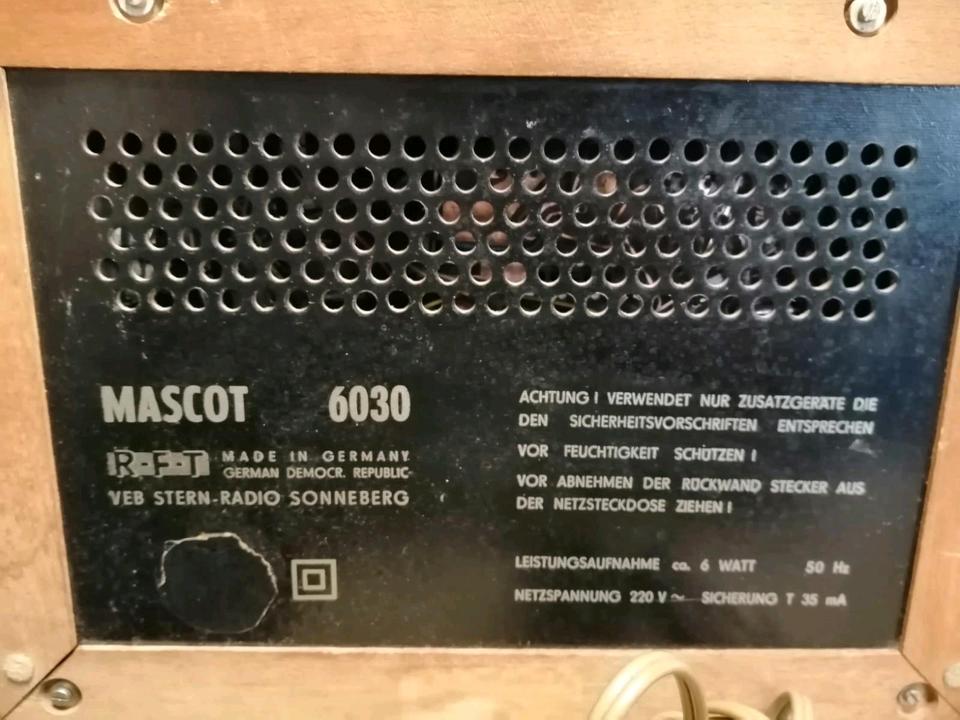 MASCOT 6030
R-F-T MADE IN GERMANY
GERMAN DEMOCR. REPUBLIC
VEB STERN-RADIO SONNEBERG
ACHTUNG! VERWENDET NUR ZUSATZGERÄTE DIE
DEN SICHERHEITSVORSCHRIFTEN ENTSPRECHEN
VOR FEUCHTIGKEIT SCHÜTZEN!
VOR ABNEHMEN DER RÜCKWAND STECKER AUS
DER NETZSTECKDOSE ZIEHEN!
LEISTUNGSAUFNAHME ca. 6 WATT 50 Hz
NETZSPANNUNG 220 V ~ SICHERUNG T 35 mA